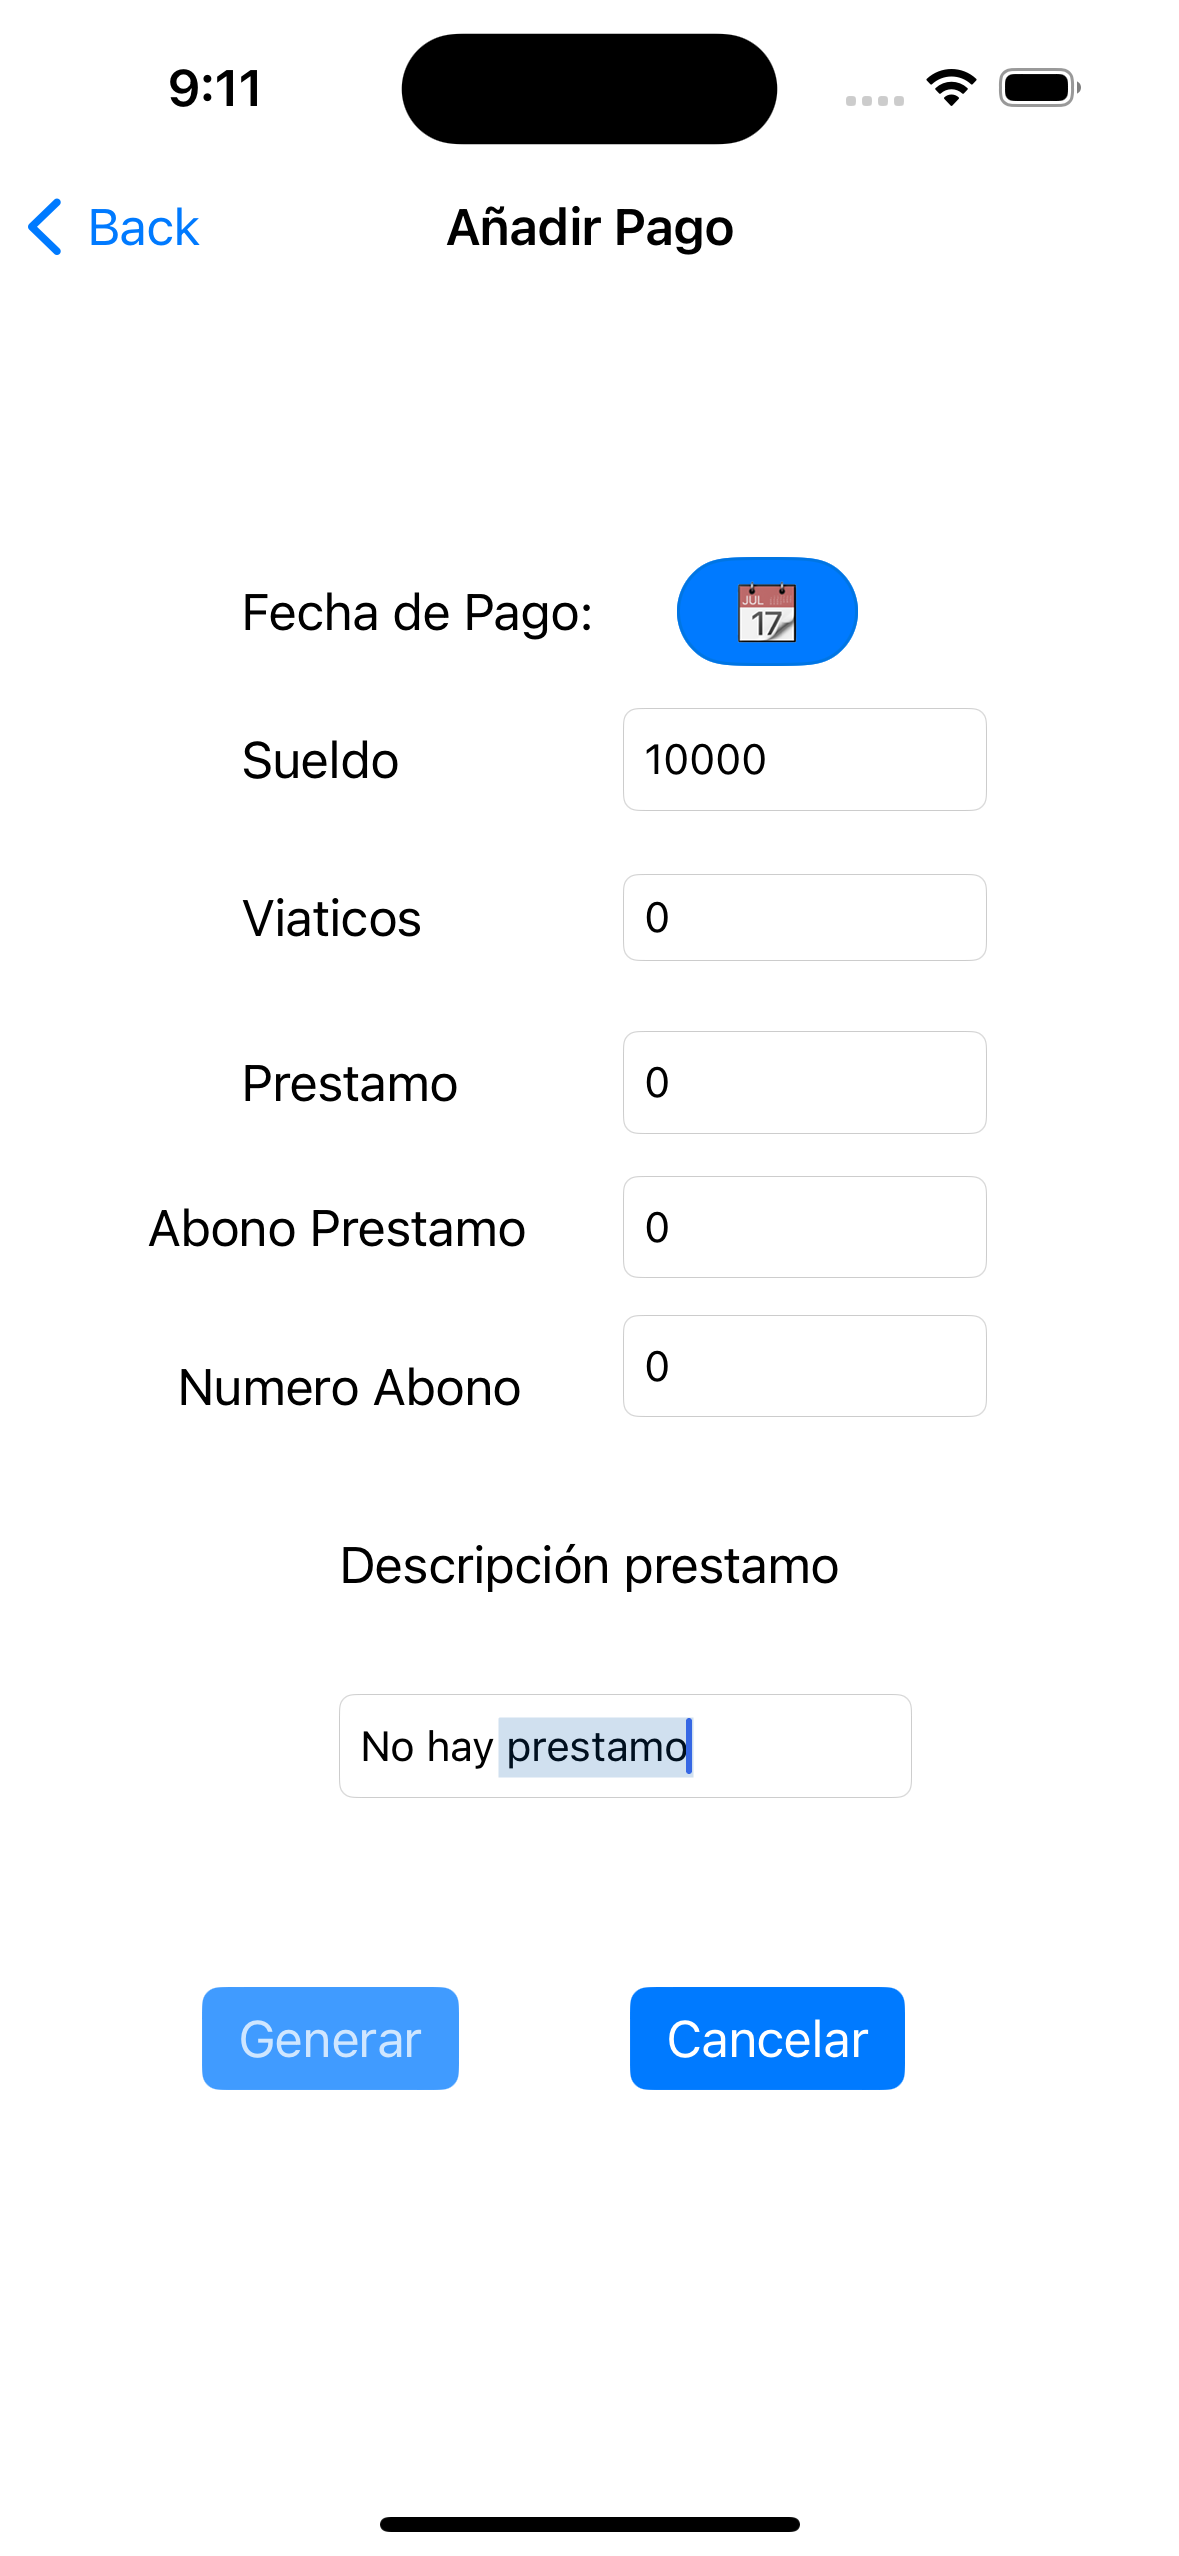 9:11
Back
Añadir Pago
Fecha de Pago:
JUL
17
Sueldo
10000
Viaticos
0
Prestamo
0
Abono Prestamo
0
Numero Abono
0
Descripción prestamo
No hay prestamo
Generar
Cancelar